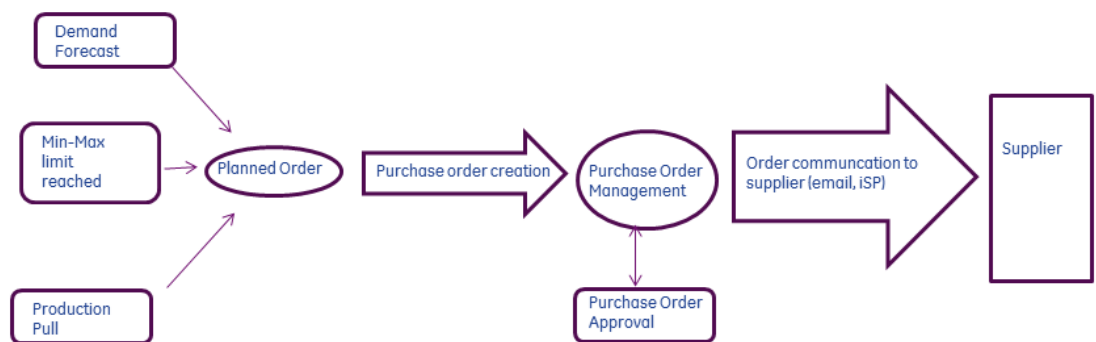 Demand
Forecast
Min-Max
limit
reached
Production
Pull
Planned Order
Purchase order creation
Purchase Order
Management
Purchase Order
Approval
Order communcation to
supplier (email, iSP)
Supplier